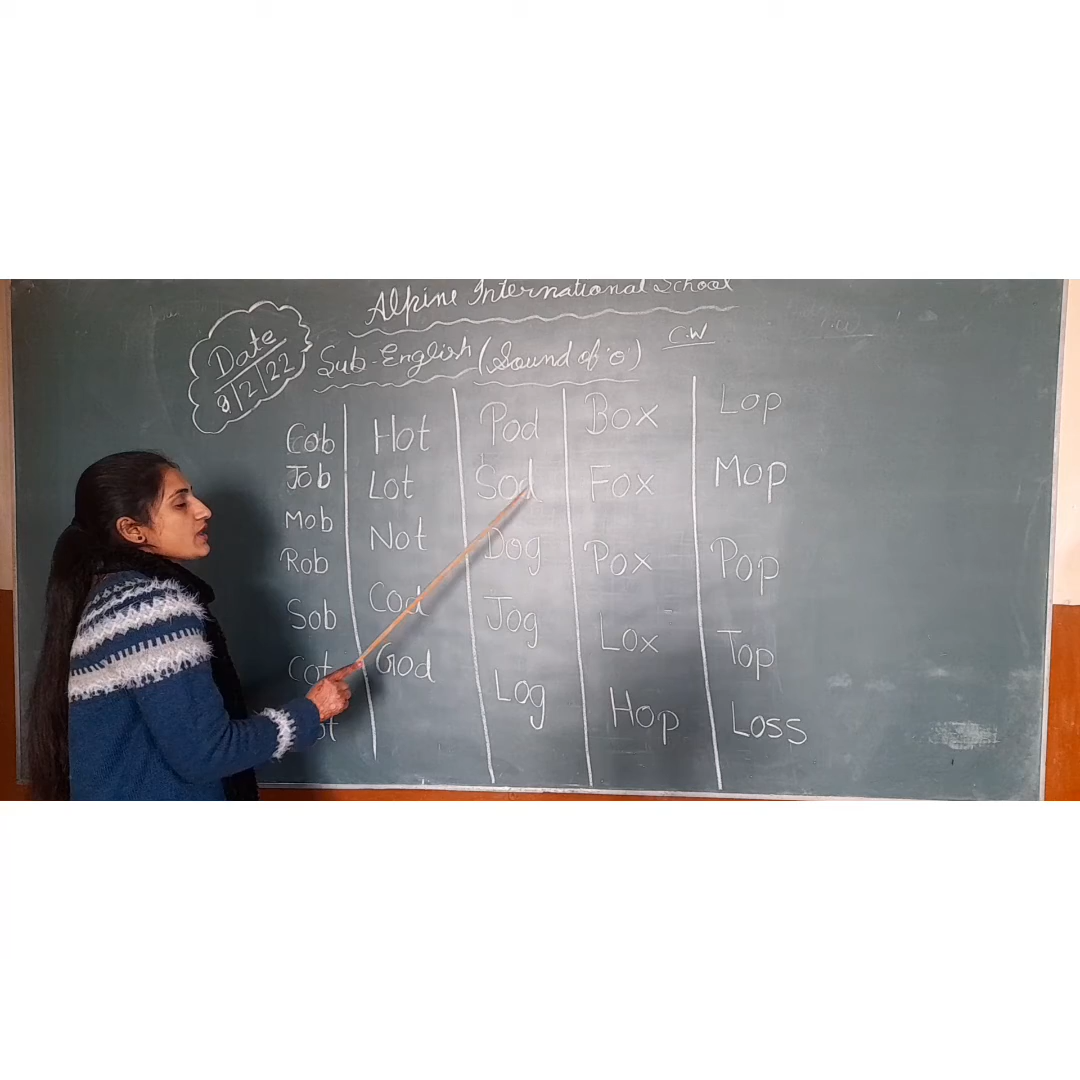 Alpine International School
Date
8/2/22
Sub-English (Sound of 'o')
C.W
Cob
Job
Mob
Rob
Sob
Cot
Hot
Lot
Not
Cod
God
Pod
Sod
Dog
Jog
Log
Box
Fox
Pox
Lox
Hop
Lop
Mop
Pop
Top
Loss